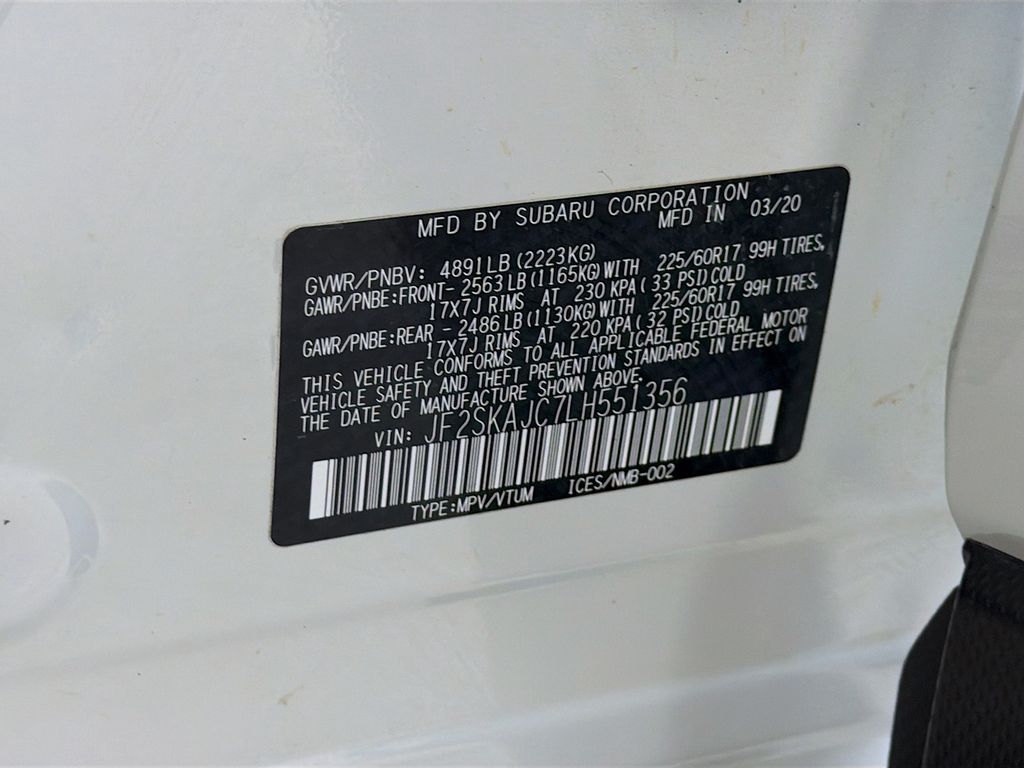 MFD BY SUBARU CORPORATION
MFD IN 03/20
GVWR/PNBV: 4891LB(2223KG)
GAWR/PNBE:FRONT- 2563LB(1165KG)WITH 225/60R17 99H TIRES,
17X7J RIMS AT 230 KPA(33 PSI)COLD
GAWR/PNBE:REAR -2486LB(1130KG)WITH 225/60R17 99H TIRES,
17X7J RIMS AT 220 KPA(32 PSI)COLD
THIS VEHICLE CONFORMS TO ALL APPLICABLE FEDERAL MOTOR
VEHICLE SAFETY AND THEFT PREVENTION STANDARDS IN EFFECT ON
THE DATE OF MANUFACTURE SHOWN ABOVE.
VIN: JF2SKAJC7LH551356
TYPE:MPV/VTUM ICES/NMB-002